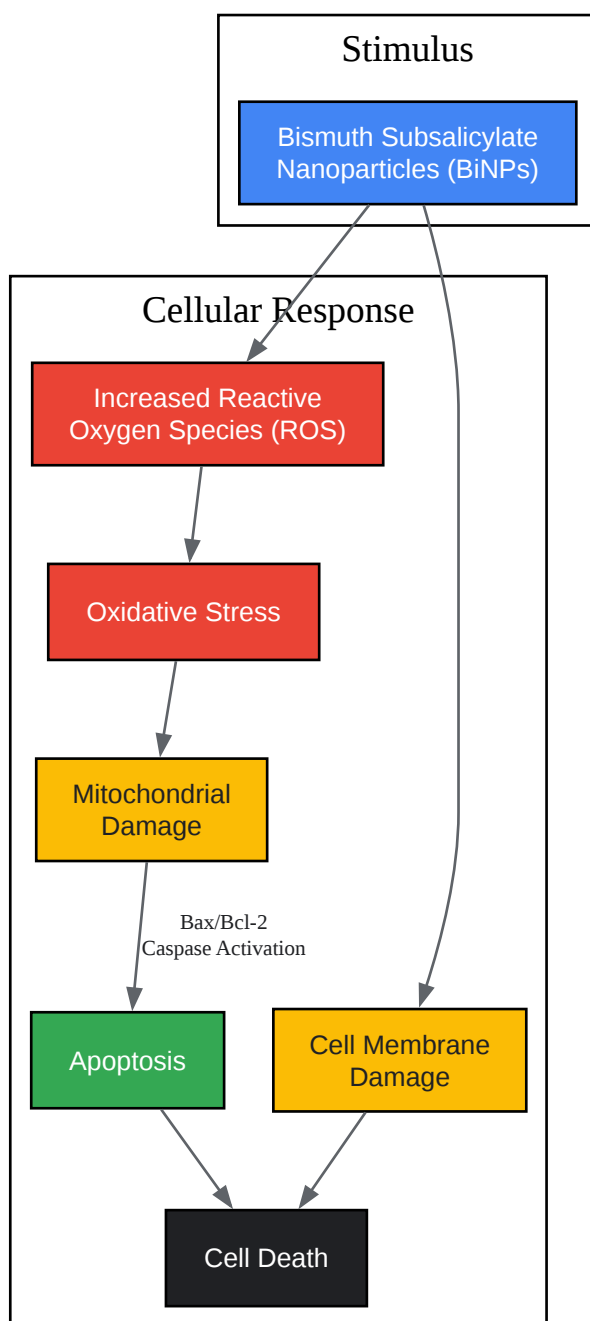 Stimulus
Bismuth Subsalicylate
Nanoparticles (BiNPs)
Cellular Response
Increased Reactive
Oxygen Species (ROS)
Oxidative Stress
Mitochondrial
Damage
Bax/Bcl-2
Caspase Activation
Apoptosis
Cell Membrane
Damage
Cell Death